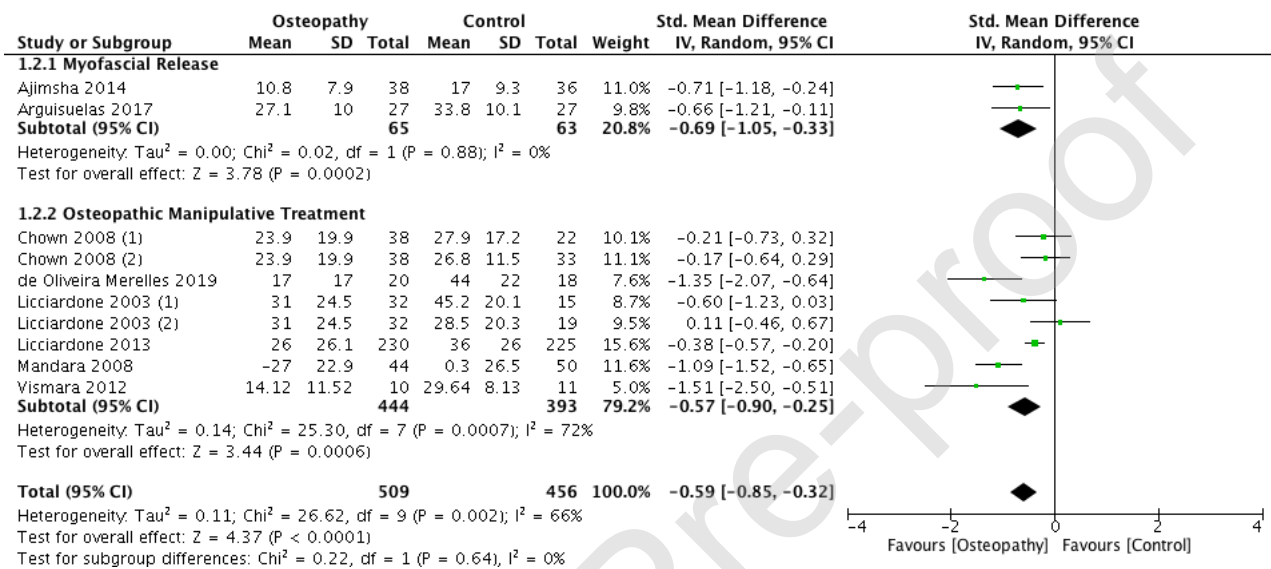 Osteopathy Control Std. Mean Difference Std. Mean Difference
Study or Subgroup Mean SD Total Mean SD Total Weight IV, Random, 95% CI IV, Random, 95% CI
1.2.1 Myofascial Release
Ajimsha 2014 10.8 7.9 38 17 9.3 36 11.0% −0.71 [−1.18, −0.24]
Arguisuelas 2017 27.1 10 27 33.8 10.1 27 9.8% −0.66 [−1.21, −0.11]
Subtotal (95% CI) 65 63 20.8% −0.69 [−1.05, −0.33]
Heterogeneity: Tau² = 0.00; Chi² = 0.02, df = 1 (P = 0.88); I² = 0%
Test for overall effect: Z = 3.78 (P = 0.0002)
1.2.2 Osteopathic Manipulative Treatment
Chown 2008 (1) 23.9 19.9 38 27.9 17.2 22 10.1% −0.21 [−0.73, 0.32]
Chown 2008 (2) 23.9 19.9 38 26.8 11.5 33 11.1% −0.17 [−0.64, 0.29]
de Oliveira Merelles 2019 17 17 20 44 22 18 7.6% −1.35 [−2.07, −0.64]
Licciardone 2003 (1) 31 24.5 32 45.2 20.1 15 8.7% −0.60 [−1.23, 0.03]
Licciardone 2003 (2) 31 24.5 32 28.5 20.3 19 9.5% 0.11 [−0.46, 0.67]
Licciardone 2013 26 26.1 230 36 26 225 15.6% −0.38 [−0.57, −0.20]
Mandara 2008 −27 22.9 44 0.3 26.5 50 11.6% −1.09 [−1.52, −0.65]
Vismara 2012 14.12 11.52 10 29.64 8.13 11 5.0% −1.51 [−2.50, −0.51]
Subtotal (95% CI) 444 393 79.2% −0.57 [−0.90, −0.25]
Heterogeneity: Tau² = 0.14; Chi² = 25.30, df = 7 (P = 0.0007); I² = 72%
Test for overall effect: Z = 3.44 (P = 0.0006)
Total (95% CI) 509 456 100.0% −0.59 [−0.85, −0.32]
Heterogeneity: Tau² = 0.11; Chi² = 26.62, df = 9 (P = 0.002); I² = 66%
Test for overall effect: Z = 4.37 (P < 0.0001)
Test for subgroup differences: Chi² = 0.22, df = 1 (P = 0.64), I² = 0%
−4 −2 0 2 4
Favours [Osteopathy] Favours [Control]
Pre-proof